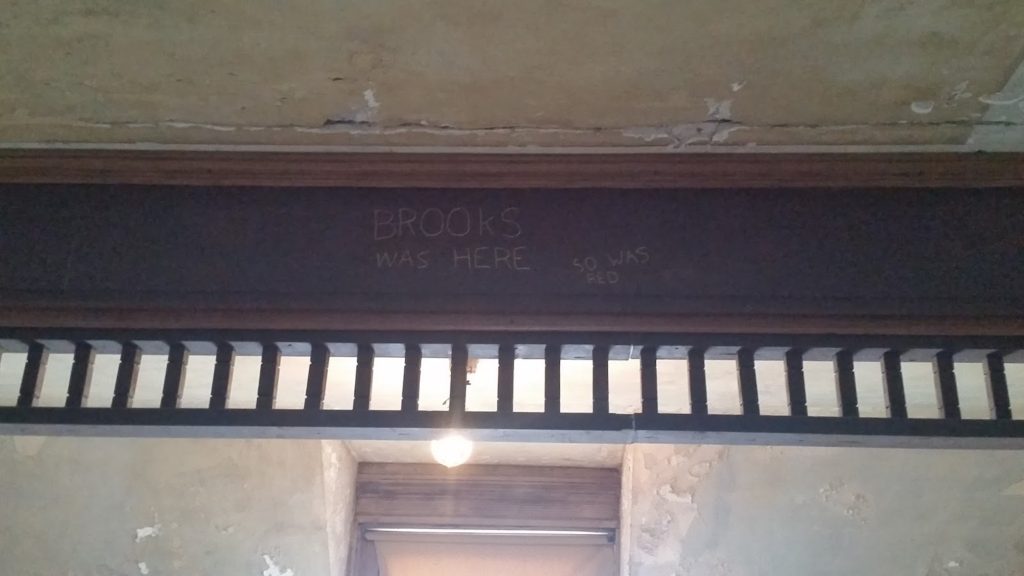 BROOKS
WAS HERE
SO WAS
RED